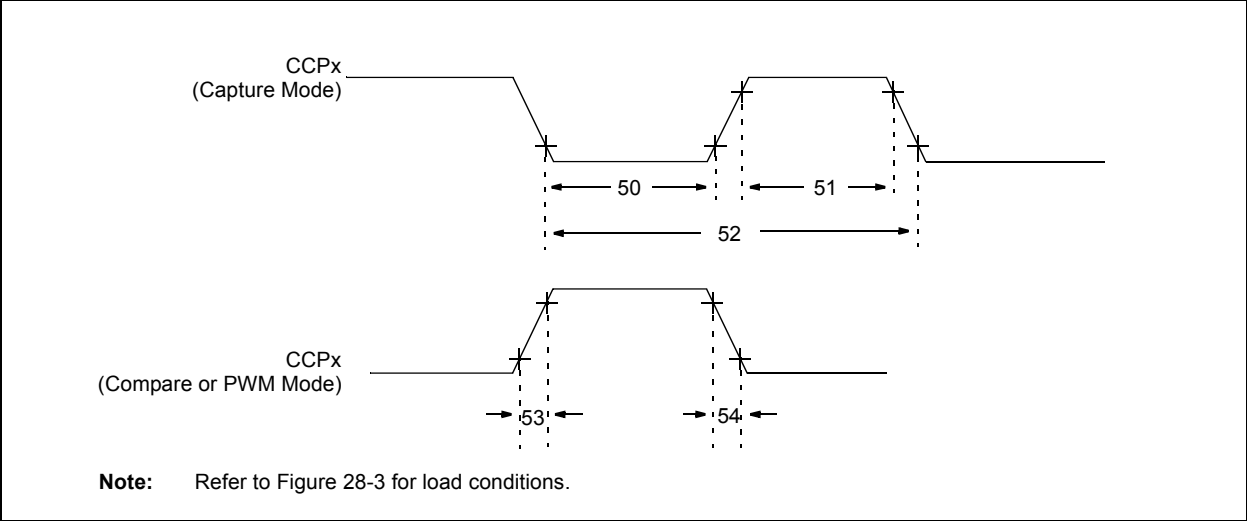 CCPx
(Capture Mode)
50
51
52
CCPx
(Compare or PWM Mode)
53
54
Note: Refer to Figure 28-3 for load conditions.